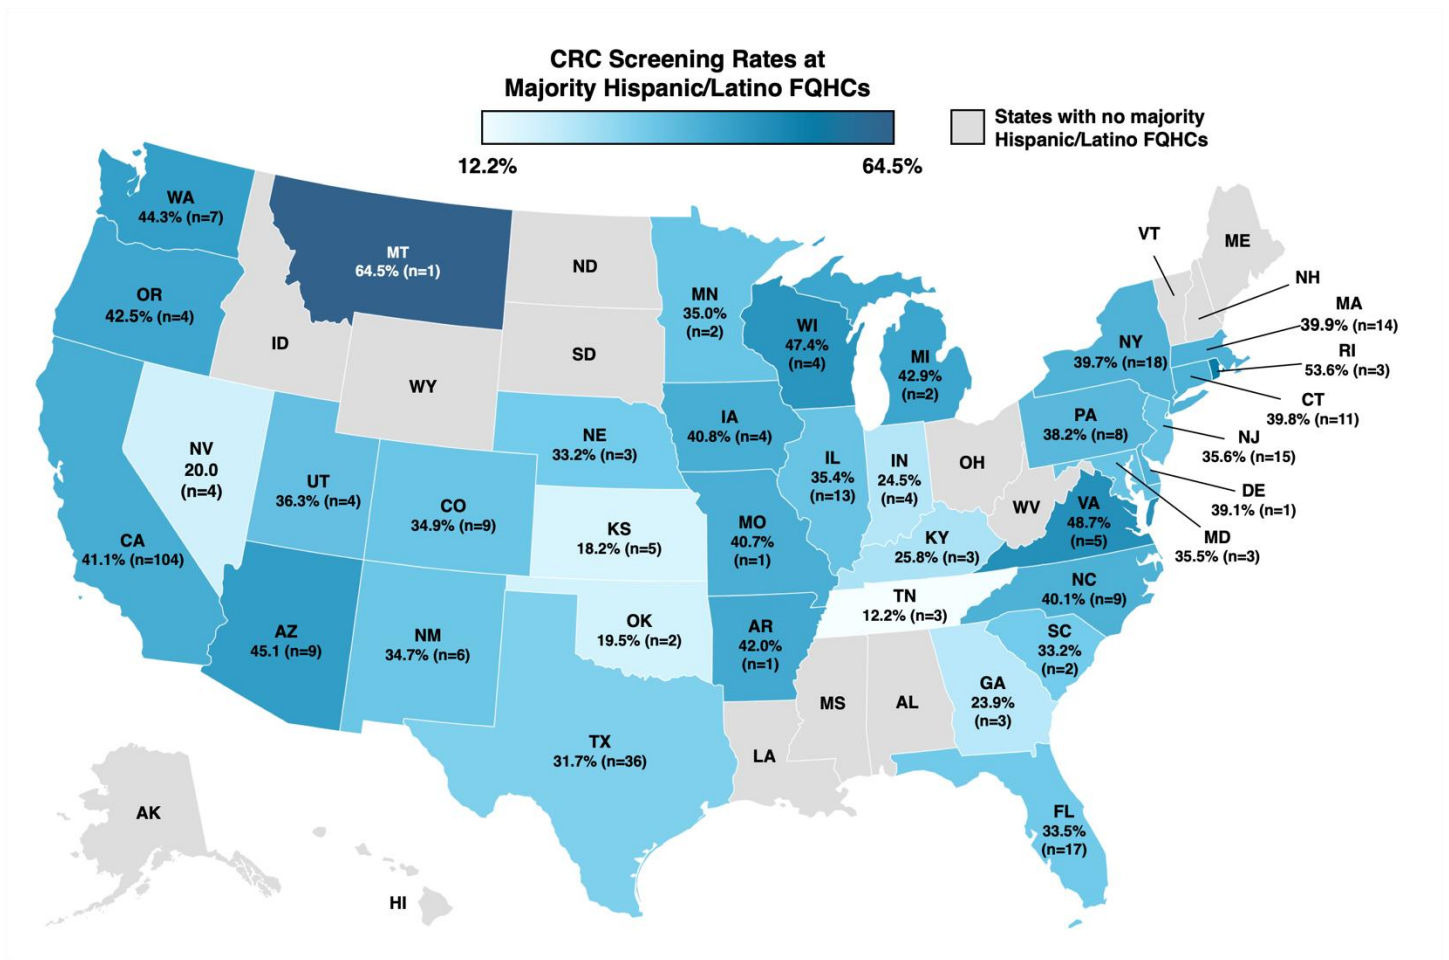 CRC Screening Rates at
Majority Hispanic/Latino FQHCs
12.2%
64.5%
States with no majority
Hispanic/Latino FQHCs
WA
44.3% (n=7)
OR
42.5% (n=4)
CA
41.1% (n=104)
NV
20.0
(n=4)
ID
MT
64.5% (n=1)
WY
UT
36.3% (n=4)
CO
34.9% (n=9)
AZ
45.1 (n=9)
NM
34.7% (n=6)
ND
SD
NE
33.2% (n=3)
KS
18.2% (n=5)
OK
19.5% (n=2)
TX
31.7% (n=36)
MN
35.0%
(n=2)
IA
40.8% (n=4)
MO
40.7%
(n=1)
AR
42.0%
(n=1)
LA
WI
47.4%
(n=4)
IL
35.4%
(n=13)
MI
42.9%
(n=2)
IN
24.5%
(n=4)
OH
KY
25.8% (n=3)
TN
12.2% (n=3)
MS
AL
GA
23.9%
(n=3)
FL
33.5%
(n=17)
SC
33.2%
(n=2)
NC
40.1% (n=9)
VA
48.7%
(n=5)
WV
PA
38.2% (n=8)
NY
39.7% (n=18)
VT
ME
NH
MA
39.9% (n=14)
RI
53.6% (n=3)
CT
39.8% (n=11)
NJ
35.6% (n=15)
DE
39.1% (n=1)
MD
35.5% (n=3)
AK
HI